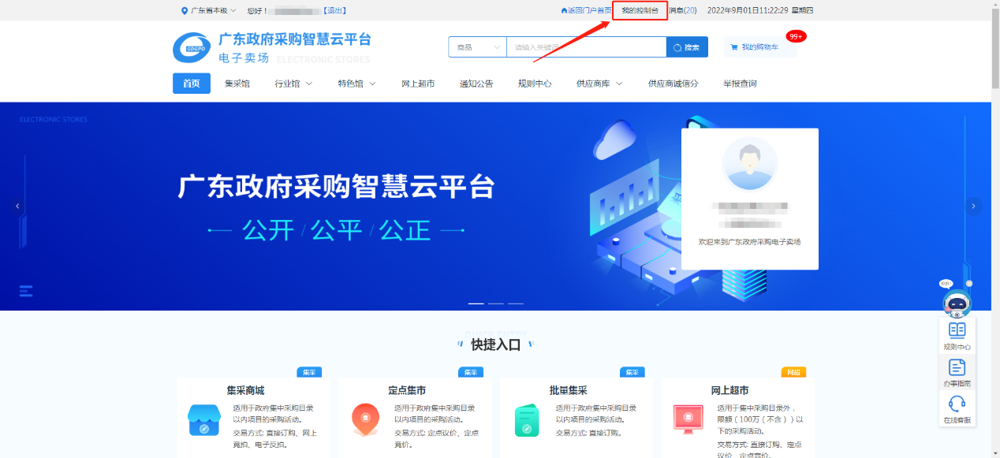 广东省本级 您好！ 【退出】 返回门户首页 我的控制台 消息(20) 2022年9月01日11:22:29 星期四
广东政府采购智慧云平台
GDGPO
电子卖场 ELECTRONIC STORES
商品 请输入关键词 搜索
我的购物车 99+
首页 集采馆 行业馆 特色馆 网上超市 通知公告 规则中心 供应商库 供应商诚信分 举报查询
ELECTRONIC STORES
广东政府采购智慧云平台
公开 / 公平 / 公正
欢迎来到广东政府采购电子卖场
规则中心
办事指南
在线客服
快捷入口
集采
集采商城
适用于政府集中采购目录
以内项目的采购活动。
交易方式: 直接订购、网上
竞拍、电子反拍。
集采
定点集市
适用于政府集中采购目录
以内项目的采购活动。
交易方式: 定点议价、定点
竞价。
集采
批量集采
适用于政府集中采购目录
以内项目的采购活动。
交易方式: 直接订购。
网超
网上超市
适用于集中采购目录外，
限额（100万（不含））以
下的采购活动。
交易方式: 直接订购、定点
议价、定点竞价。